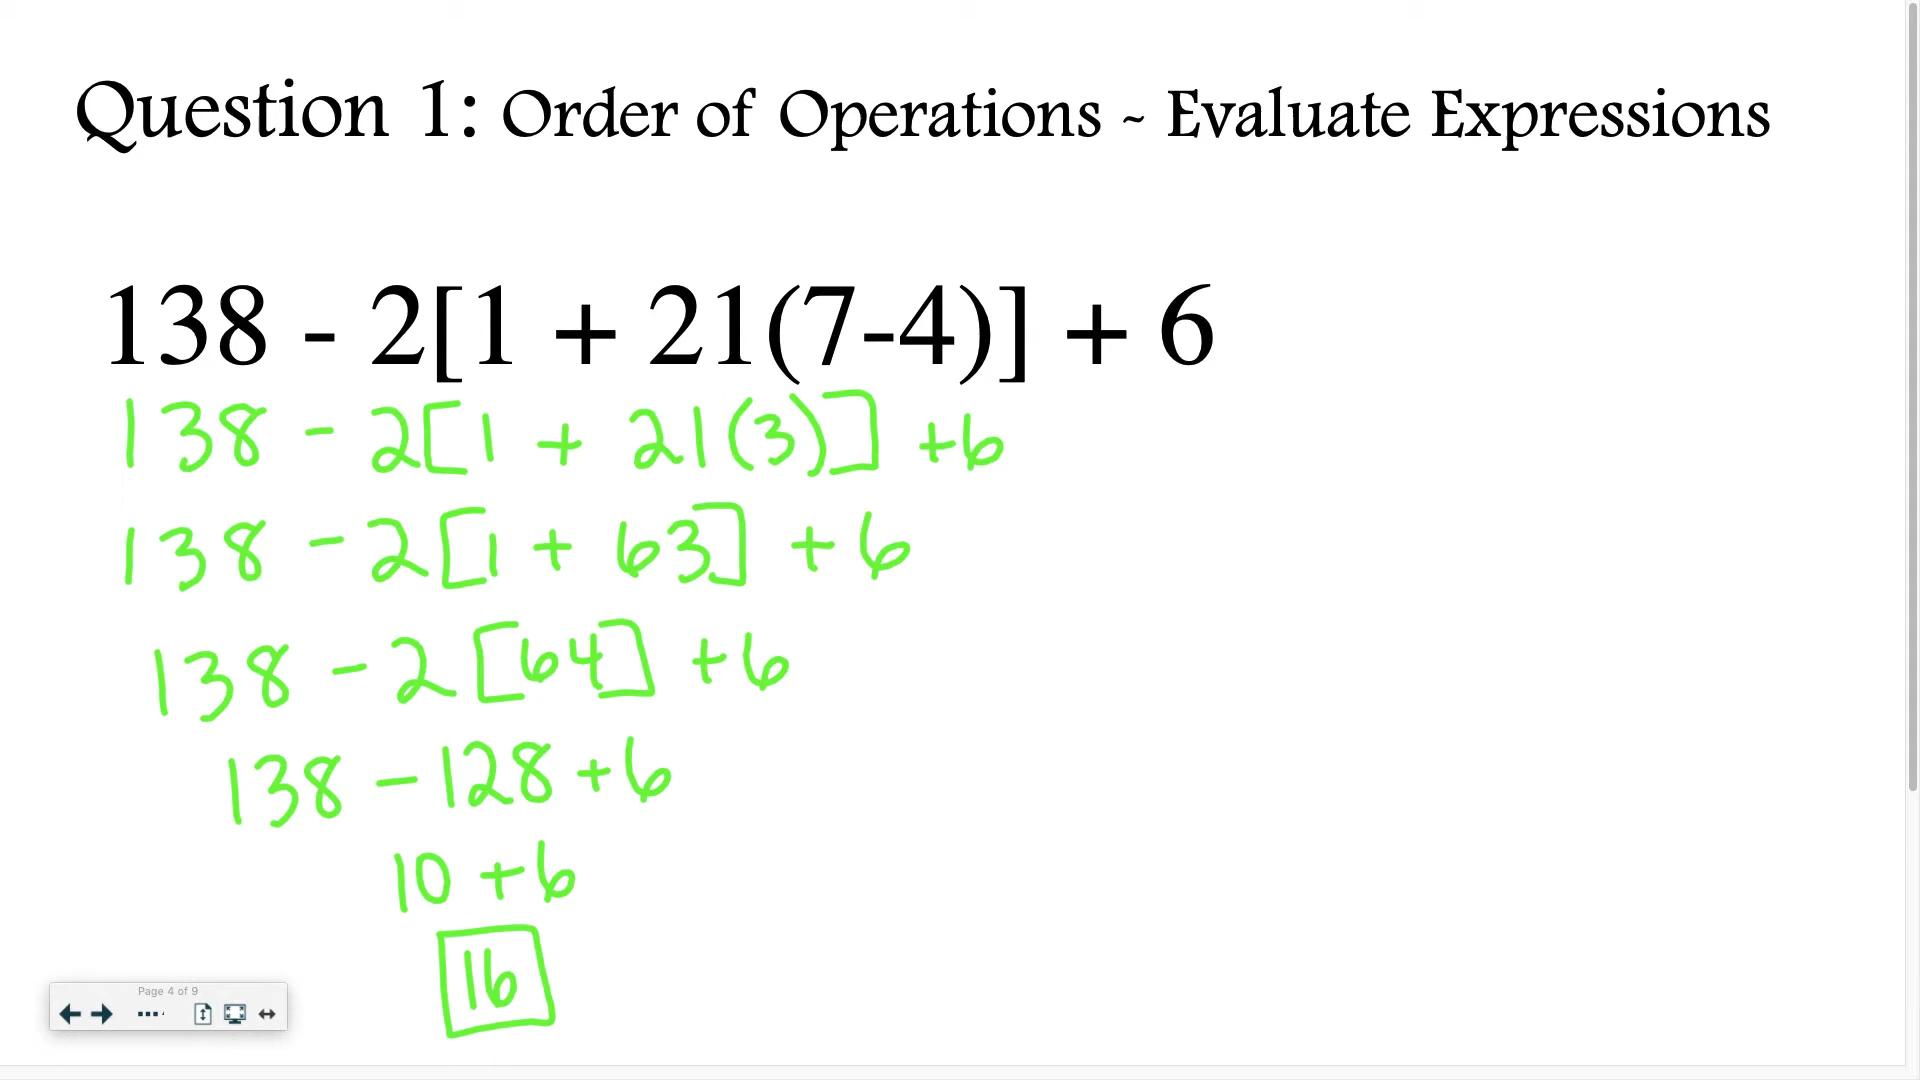 Question 1: Order of Operations ~ Evaluate Expressions
138 - 2[1 + 21(7-4)] + 6
138 - 2[1 + 21(3)] +6
138 - 2[1 + 63] + 6
138 - 2[64] +6
138 - 128 +6
10 +6
16
Page 4 of 9